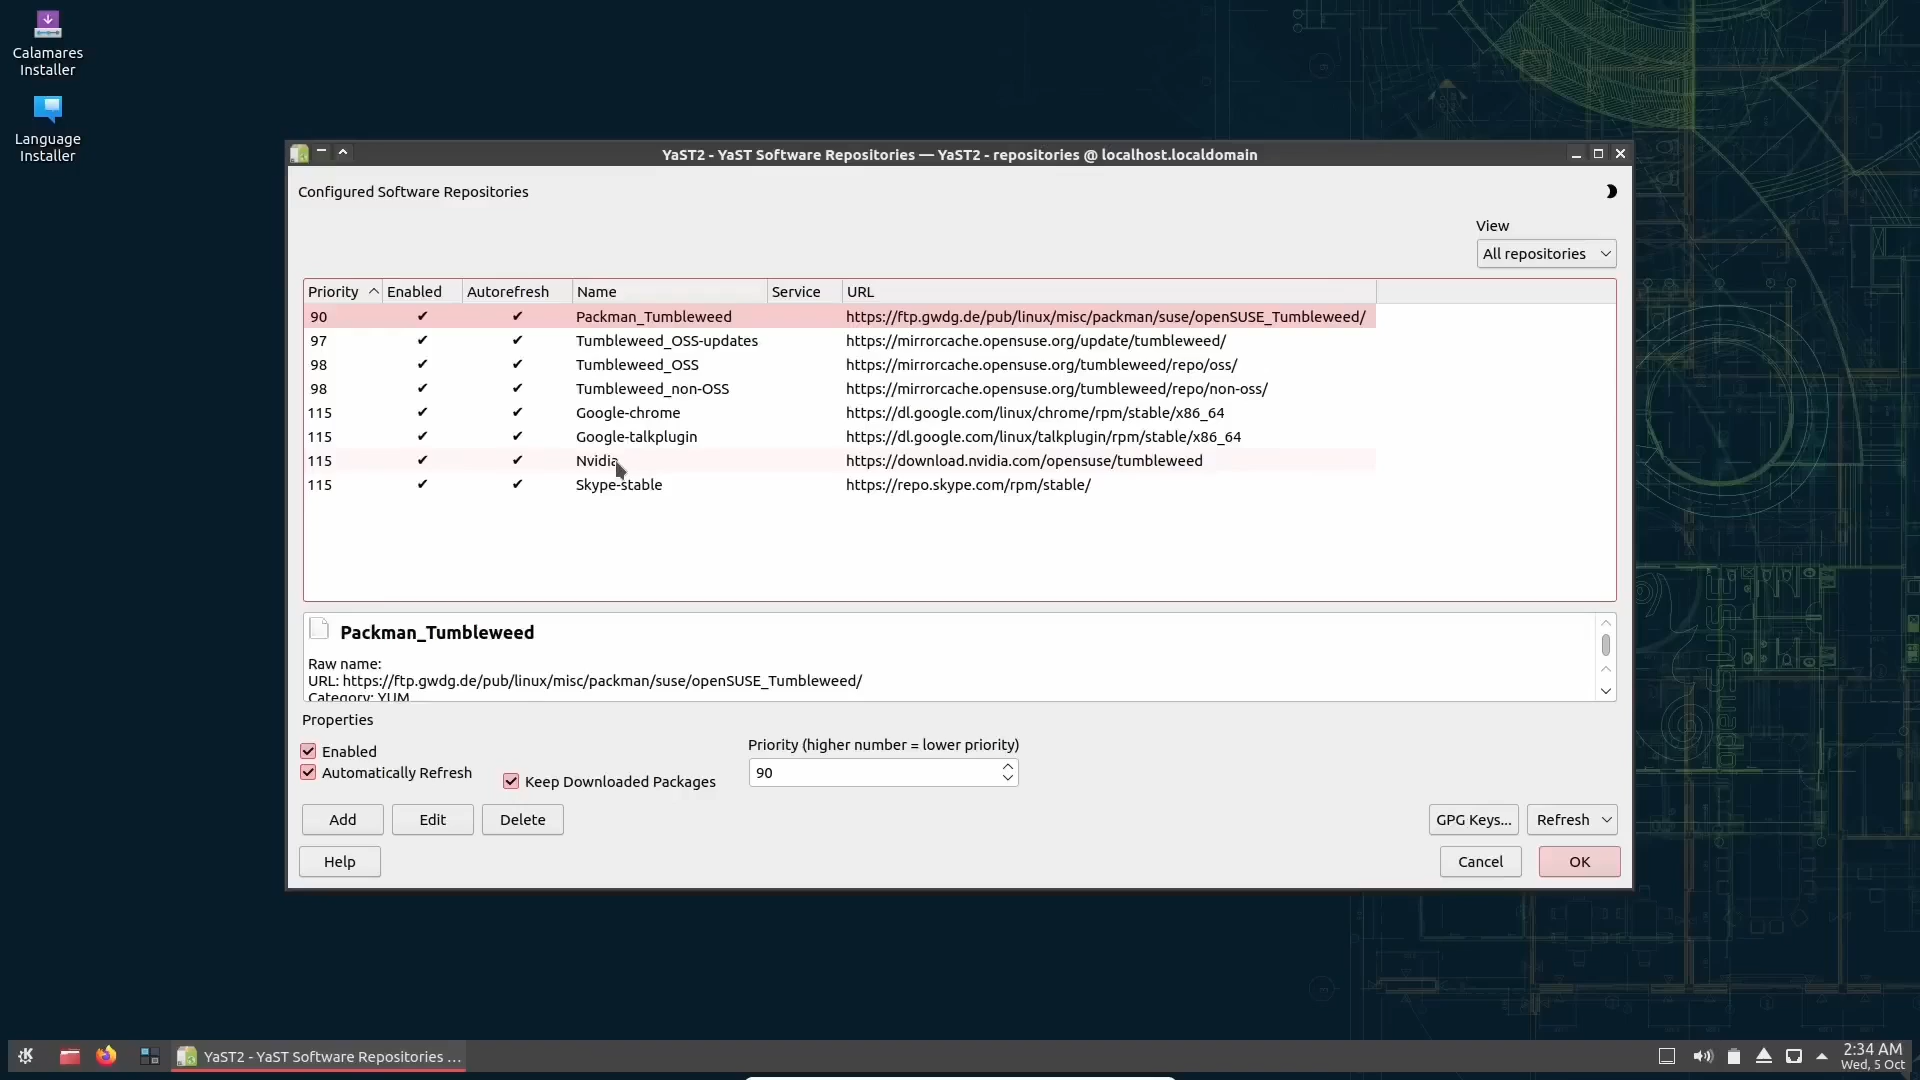 Calamares
Installer
Language
Installer
YaST2 - YaST Software Repositories — YaST2 - repositories @ localhost.localdomain
Configured Software Repositories
View
All repositories
Priority Enabled Autorefresh Name Service URL
90 ✔ ✔ Packman_Tumbleweed https://ftp.gwdg.de/pub/linux/misc/packman/suse/openSUSE_Tumbleweed/
97 ✔ ✔ Tumbleweed_OSS-updates https://mirrorcache.opensuse.org/update/tumbleweed/
98 ✔ ✔ Tumbleweed_OSS https://mirrorcache.opensuse.org/tumbleweed/repo/oss/
98 ✔ ✔ Tumbleweed_non-OSS https://mirrorcache.opensuse.org/tumbleweed/repo/non-oss/
115 ✔ ✔ Google-chrome https://dl.google.com/linux/chrome/rpm/stable/x86_64
115 ✔ ✔ Google-talkplugin https://dl.google.com/linux/talkplugin/rpm/stable/x86_64
115 ✔ ✔ Nvidia https://download.nvidia.com/opensuse/tumbleweed
115 ✔ ✔ Skype-stable https://repo.skype.com/rpm/stable/
Packman_Tumbleweed
Raw name:
URL: https://ftp.gwdg.de/pub/linux/misc/packman/suse/openSUSE_Tumbleweed/
Category: YUM
Properties
Enabled
Automatically Refresh
Keep Downloaded Packages
Priority (higher number = lower priority)
90
Add Edit Delete GPG Keys... Refresh
Help Cancel OK
openSUSE
YaST2 - YaST Software Repositories ...
2:34 AM
Wed, 5 Oct